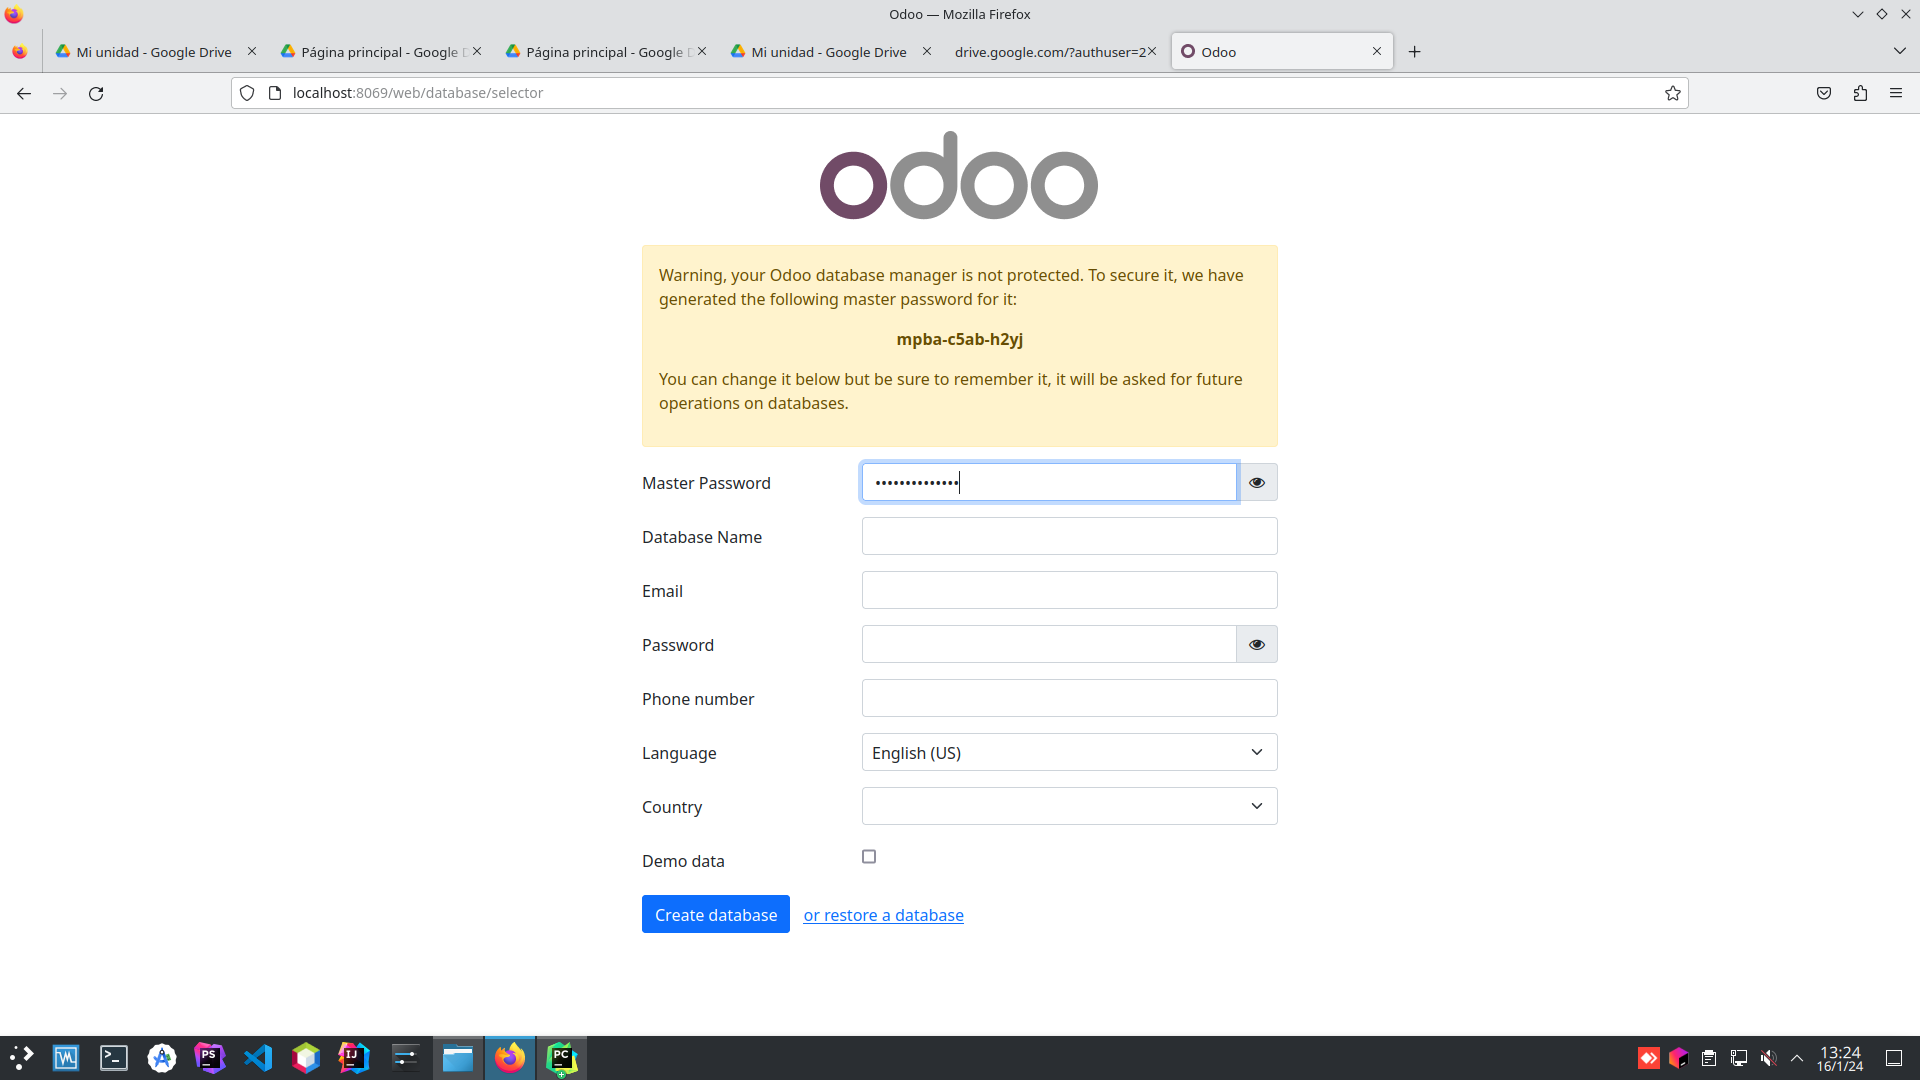 Odoo — Mozilla Firefox
Mi unidad - Google Drive
Página principal - Google D
Página principal - Google D
Mi unidad - Google Drive
drive.google.com/?authuser=2
Odoo
localhost:8069/web/database/selector
odoo
Warning, your Odoo database manager is not protected. To secure it, we have
generated the following master password for it:
mpba-c5ab-h2yj
You can change it below but be sure to remember it, it will be asked for future
operations on databases.
Master Password ••••••••••••••
Database Name
Email
Password
Phone number
Language English (US)
Country
Demo data
Create database or restore a database
PS
IJ
PC
13:24
16/1/24